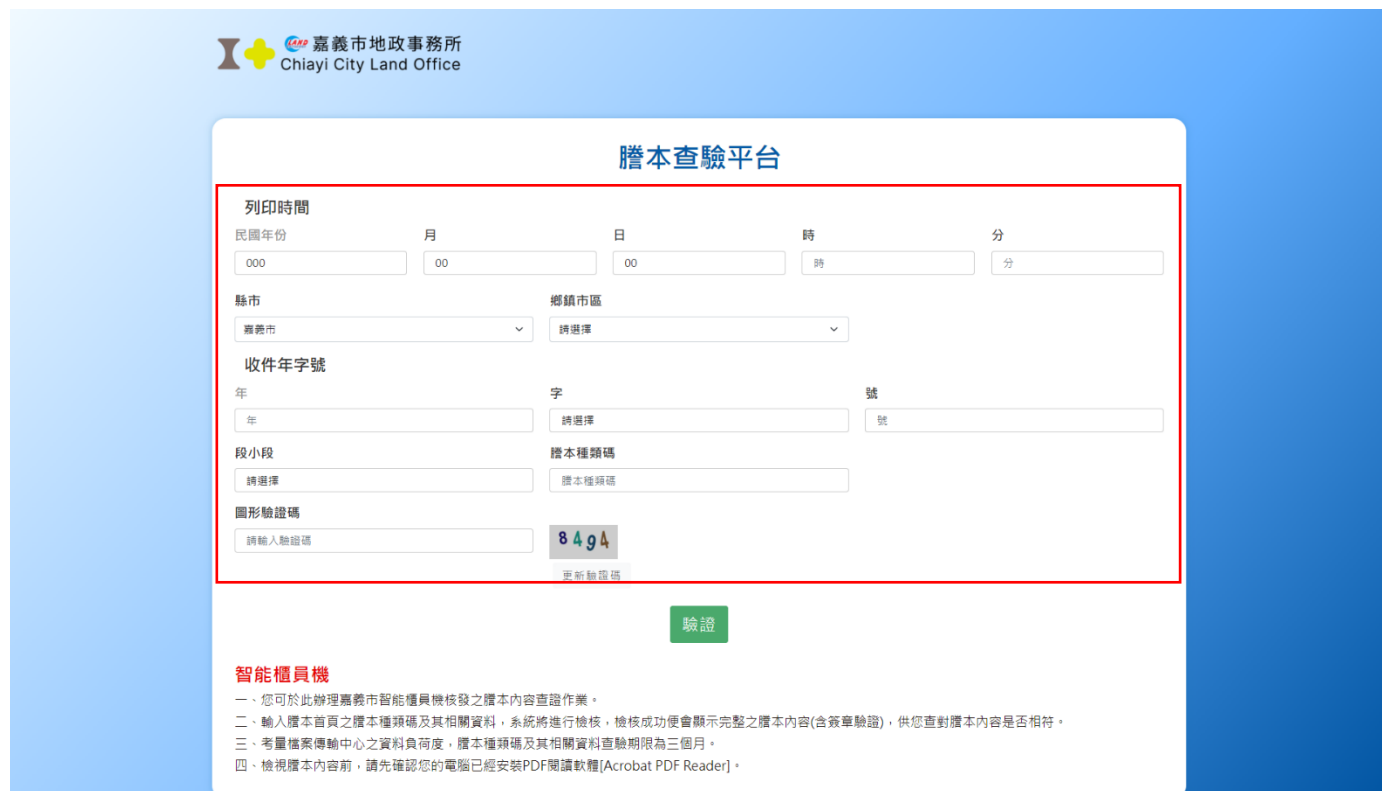 LAND 嘉義市地政事務所
Chiayi City Land Office
謄本查驗平台
列印時間
民國年份 月 日 時 分
000 00 00 時 分
縣市 鄉鎮市區
嘉義市 請選擇
收件年字號
年 字 號
年 請選擇 號
段小段 謄本種類碼
請選擇 謄本種類碼
圖形驗證碼
請輸入驗證碼 8494
更新驗證碼
驗證
智能櫃員機
一、您可於此辦理嘉義市智能櫃員機核發之謄本內容查證作業。
二、輸入謄本首頁之謄本種類碼及其相關資料，系統將進行檢核，檢核成功便會顯示完整之謄本內容(含簽章驗證)，供您查對謄本內容是否相符。
三、考量檔案傳輸中心之資料負荷度，謄本種類碼及其相關資料查驗期限為三個月。
四、檢視謄本內容前，請先確認您的電腦已經安裝PDF閱讀軟體[Acrobat PDF Reader]。